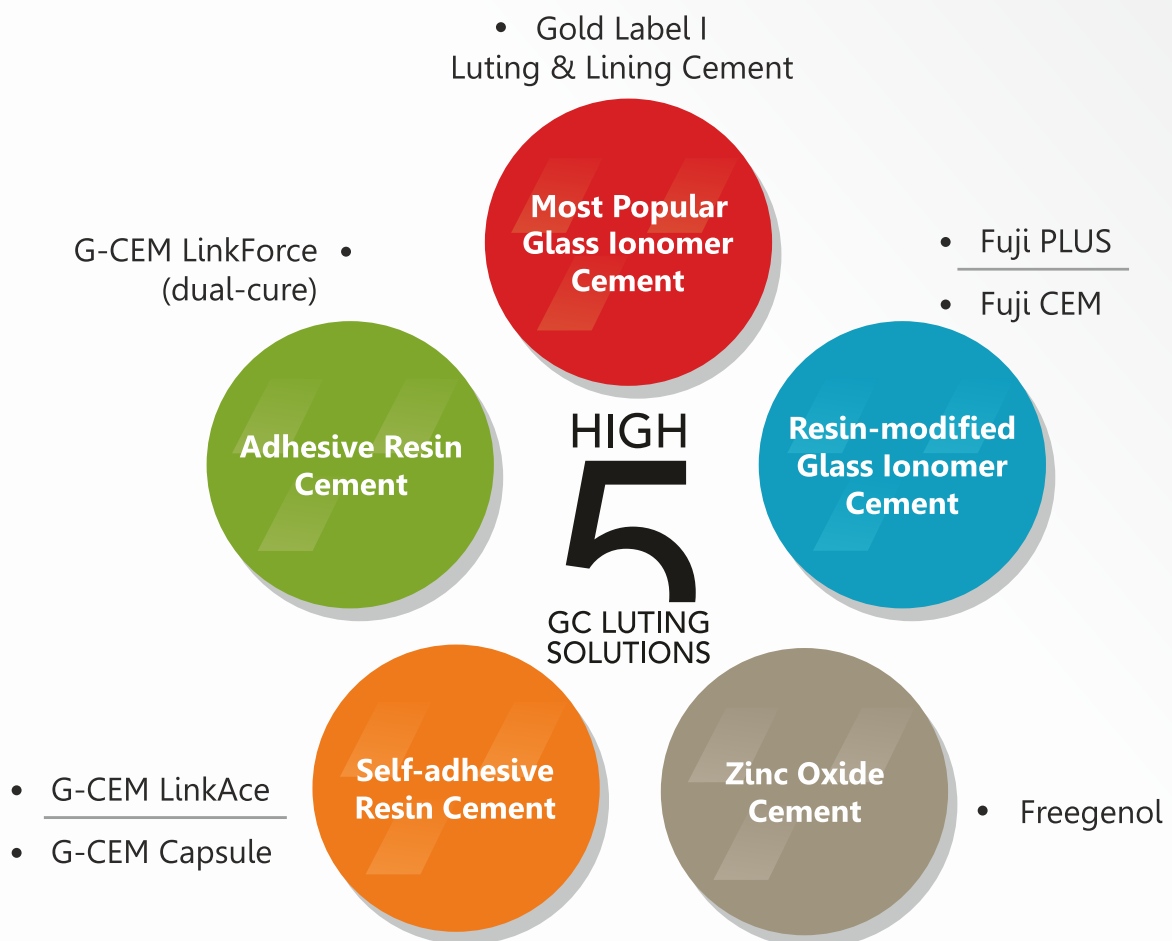 • Gold Label I
Luting & Lining Cement
Most Popular
Glass Ionomer
Cement
G-CEM LinkForce •
(dual-cure)
• Fuji PLUS
• Fuji CEM
Adhesive Resin
Cement
HIGH
5
GC LUTING
SOLUTIONS
Resin-modified
Glass Ionomer
Cement
Self-adhesive
Resin Cement
• G-CEM LinkAce
• G-CEM Capsule
Zinc Oxide
Cement
• Freegenol